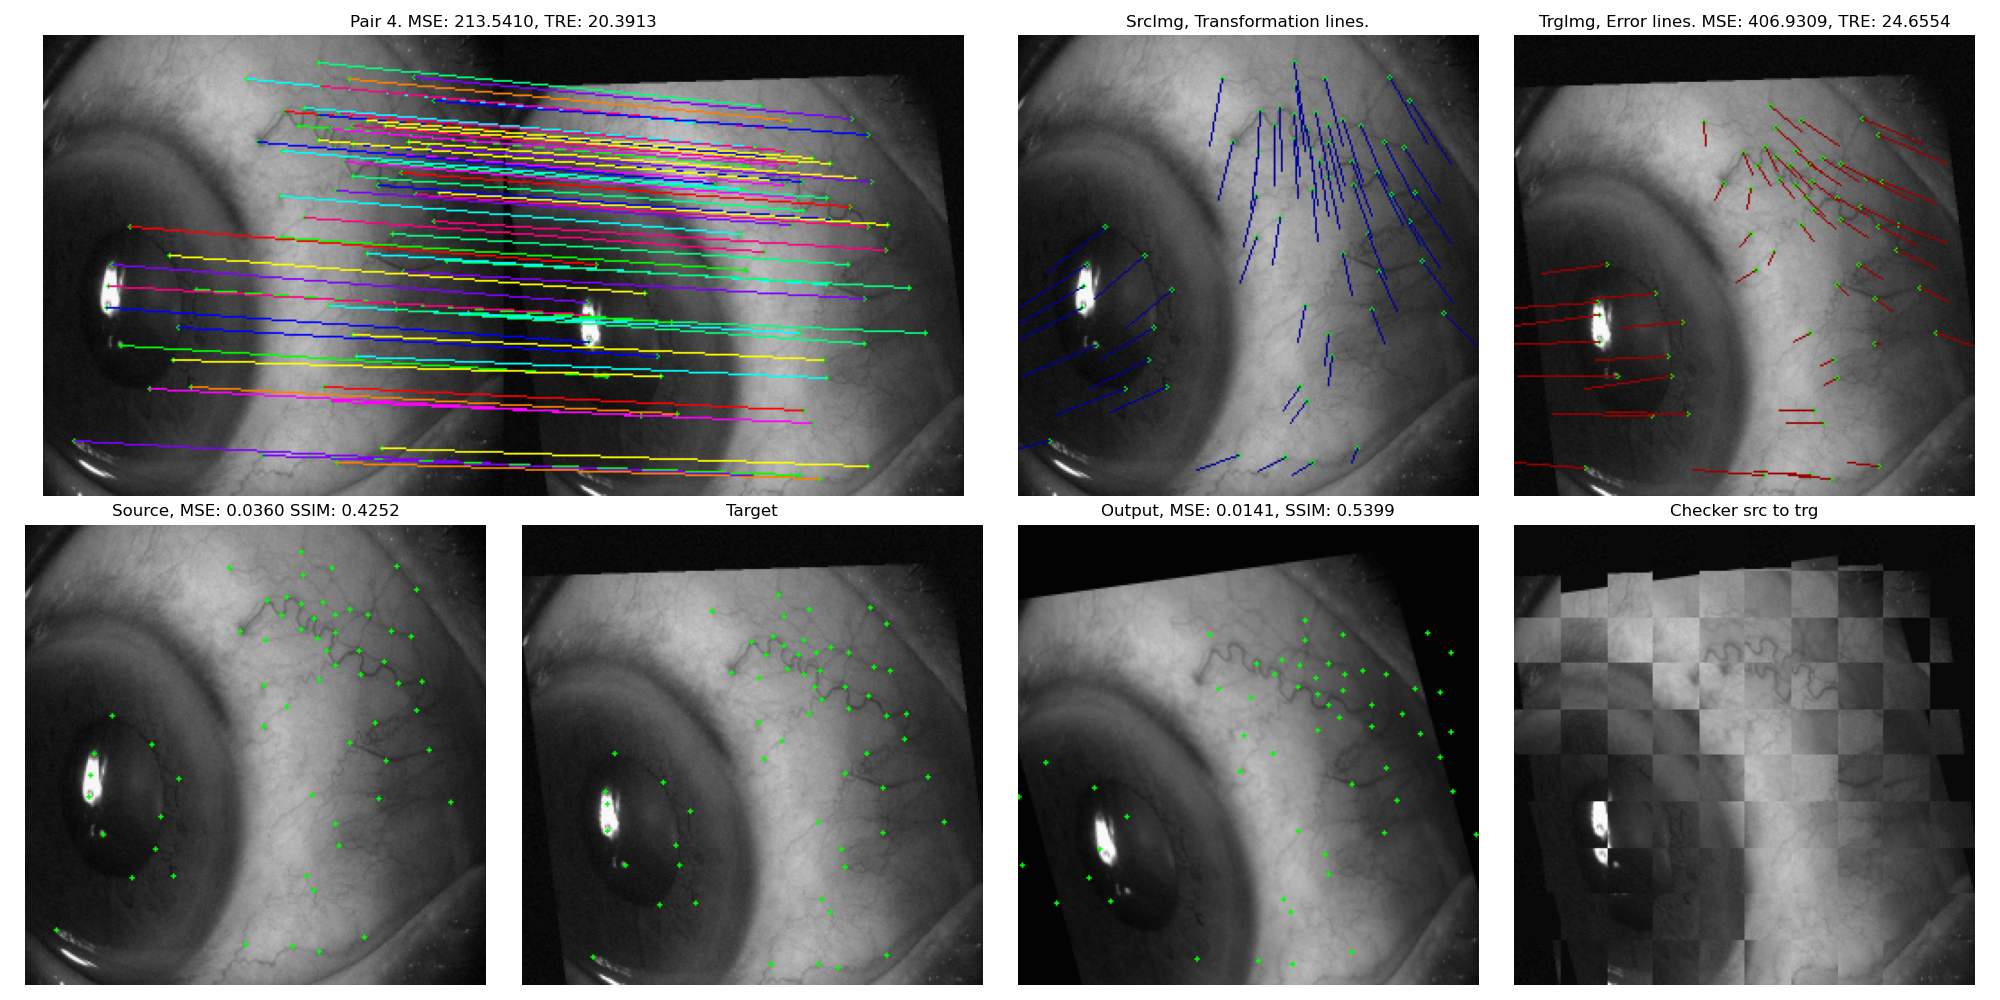 Pair 4. MSE: 213.5410, TRE: 20.3913
SrcImg, Transformation lines.
TrgImg, Error lines. MSE: 406.9309, TRE: 24.6554
Source, MSE: 0.0360 SSIM: 0.4252
Target
Output, MSE: 0.0141, SSIM: 0.5399
Checker src to trg